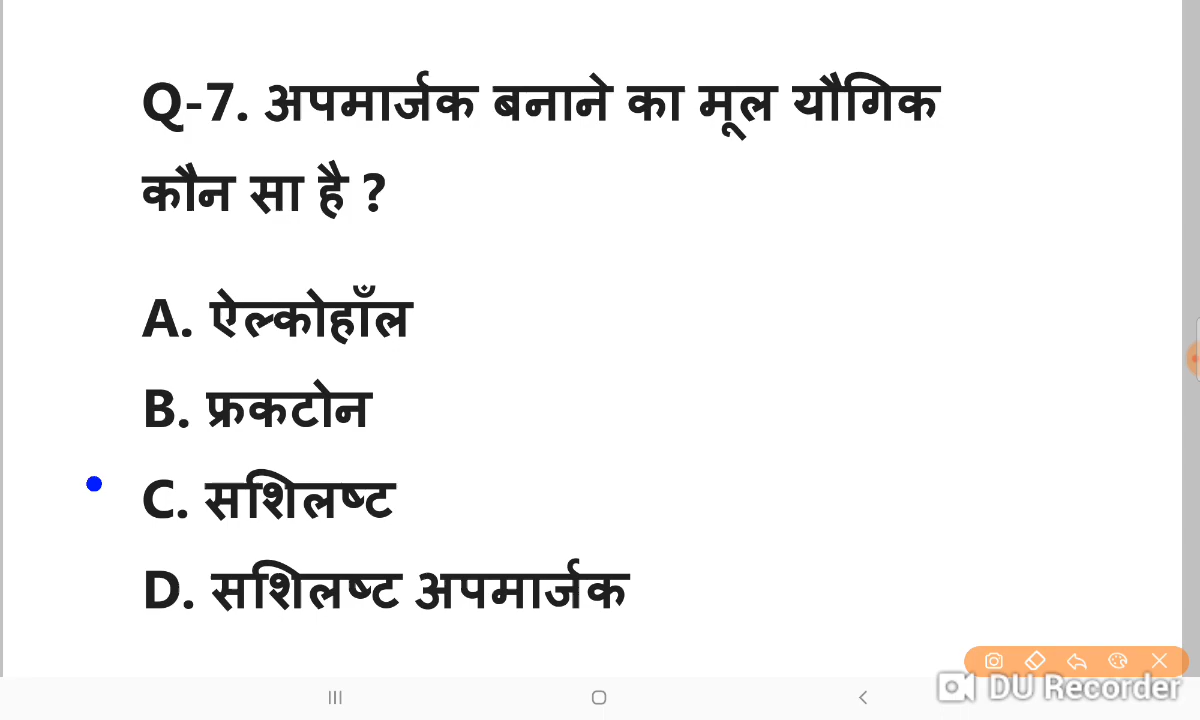 Q-7. अपमार्जक बनाने का मूल यौगिक
कौन सा है ?
A. ऐल्कोहाँल
B. फ्रकटोन
C. सशिलष्ट
D. सशिलष्ट अपमार्जक
DU Recorder